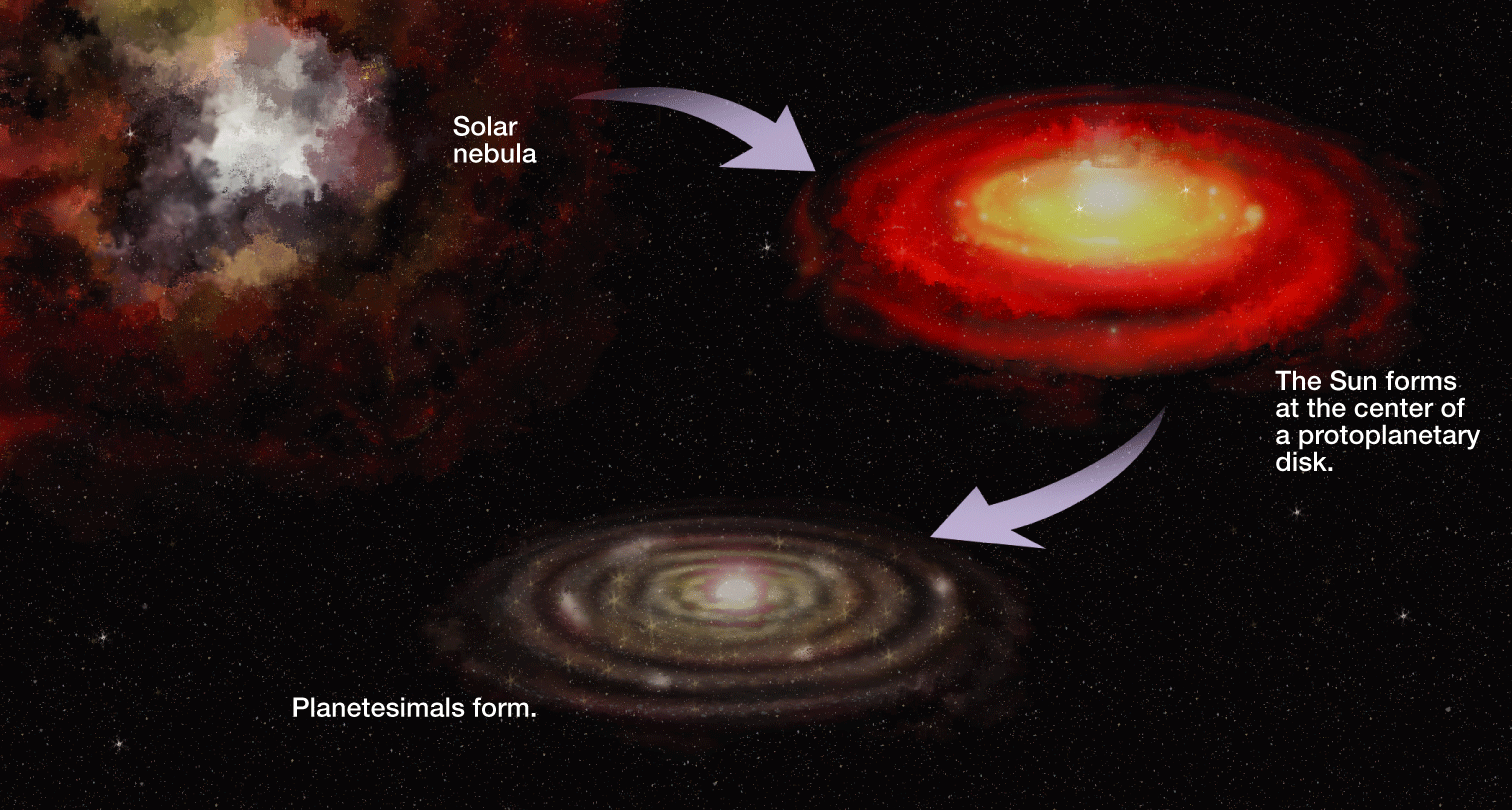 Solar
nebula
The Sun forms
at the center of
a protoplanetary
disk.
Planetesimals form.